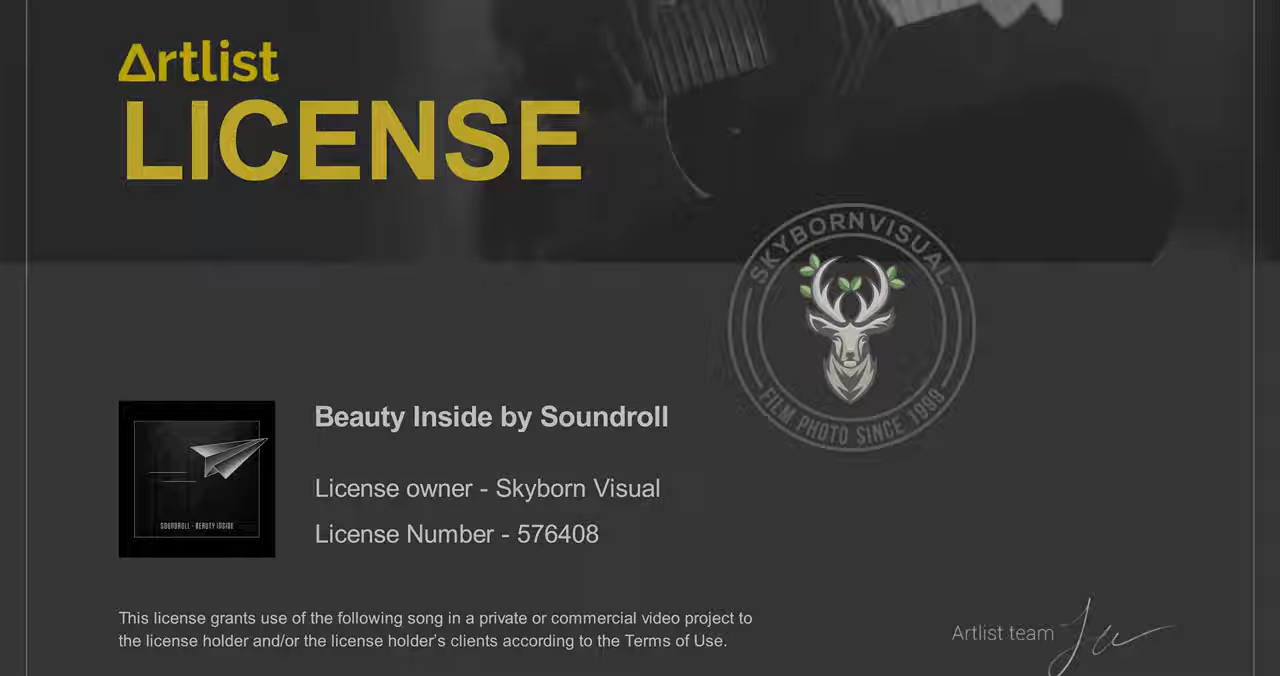 Artlist
LICENSE
SKYBORNVISUAL
FILM PHOTO SINCE 1999
Beauty Inside by Soundroll
SOUNDROLL - BEAUTY INSIDE
License owner - Skyborn Visual
License Number - 576408
This license grants use of the following song in a private or commercial video project to
the license holder and/or the license holder's clients according to the Terms of Use.
Artlist team